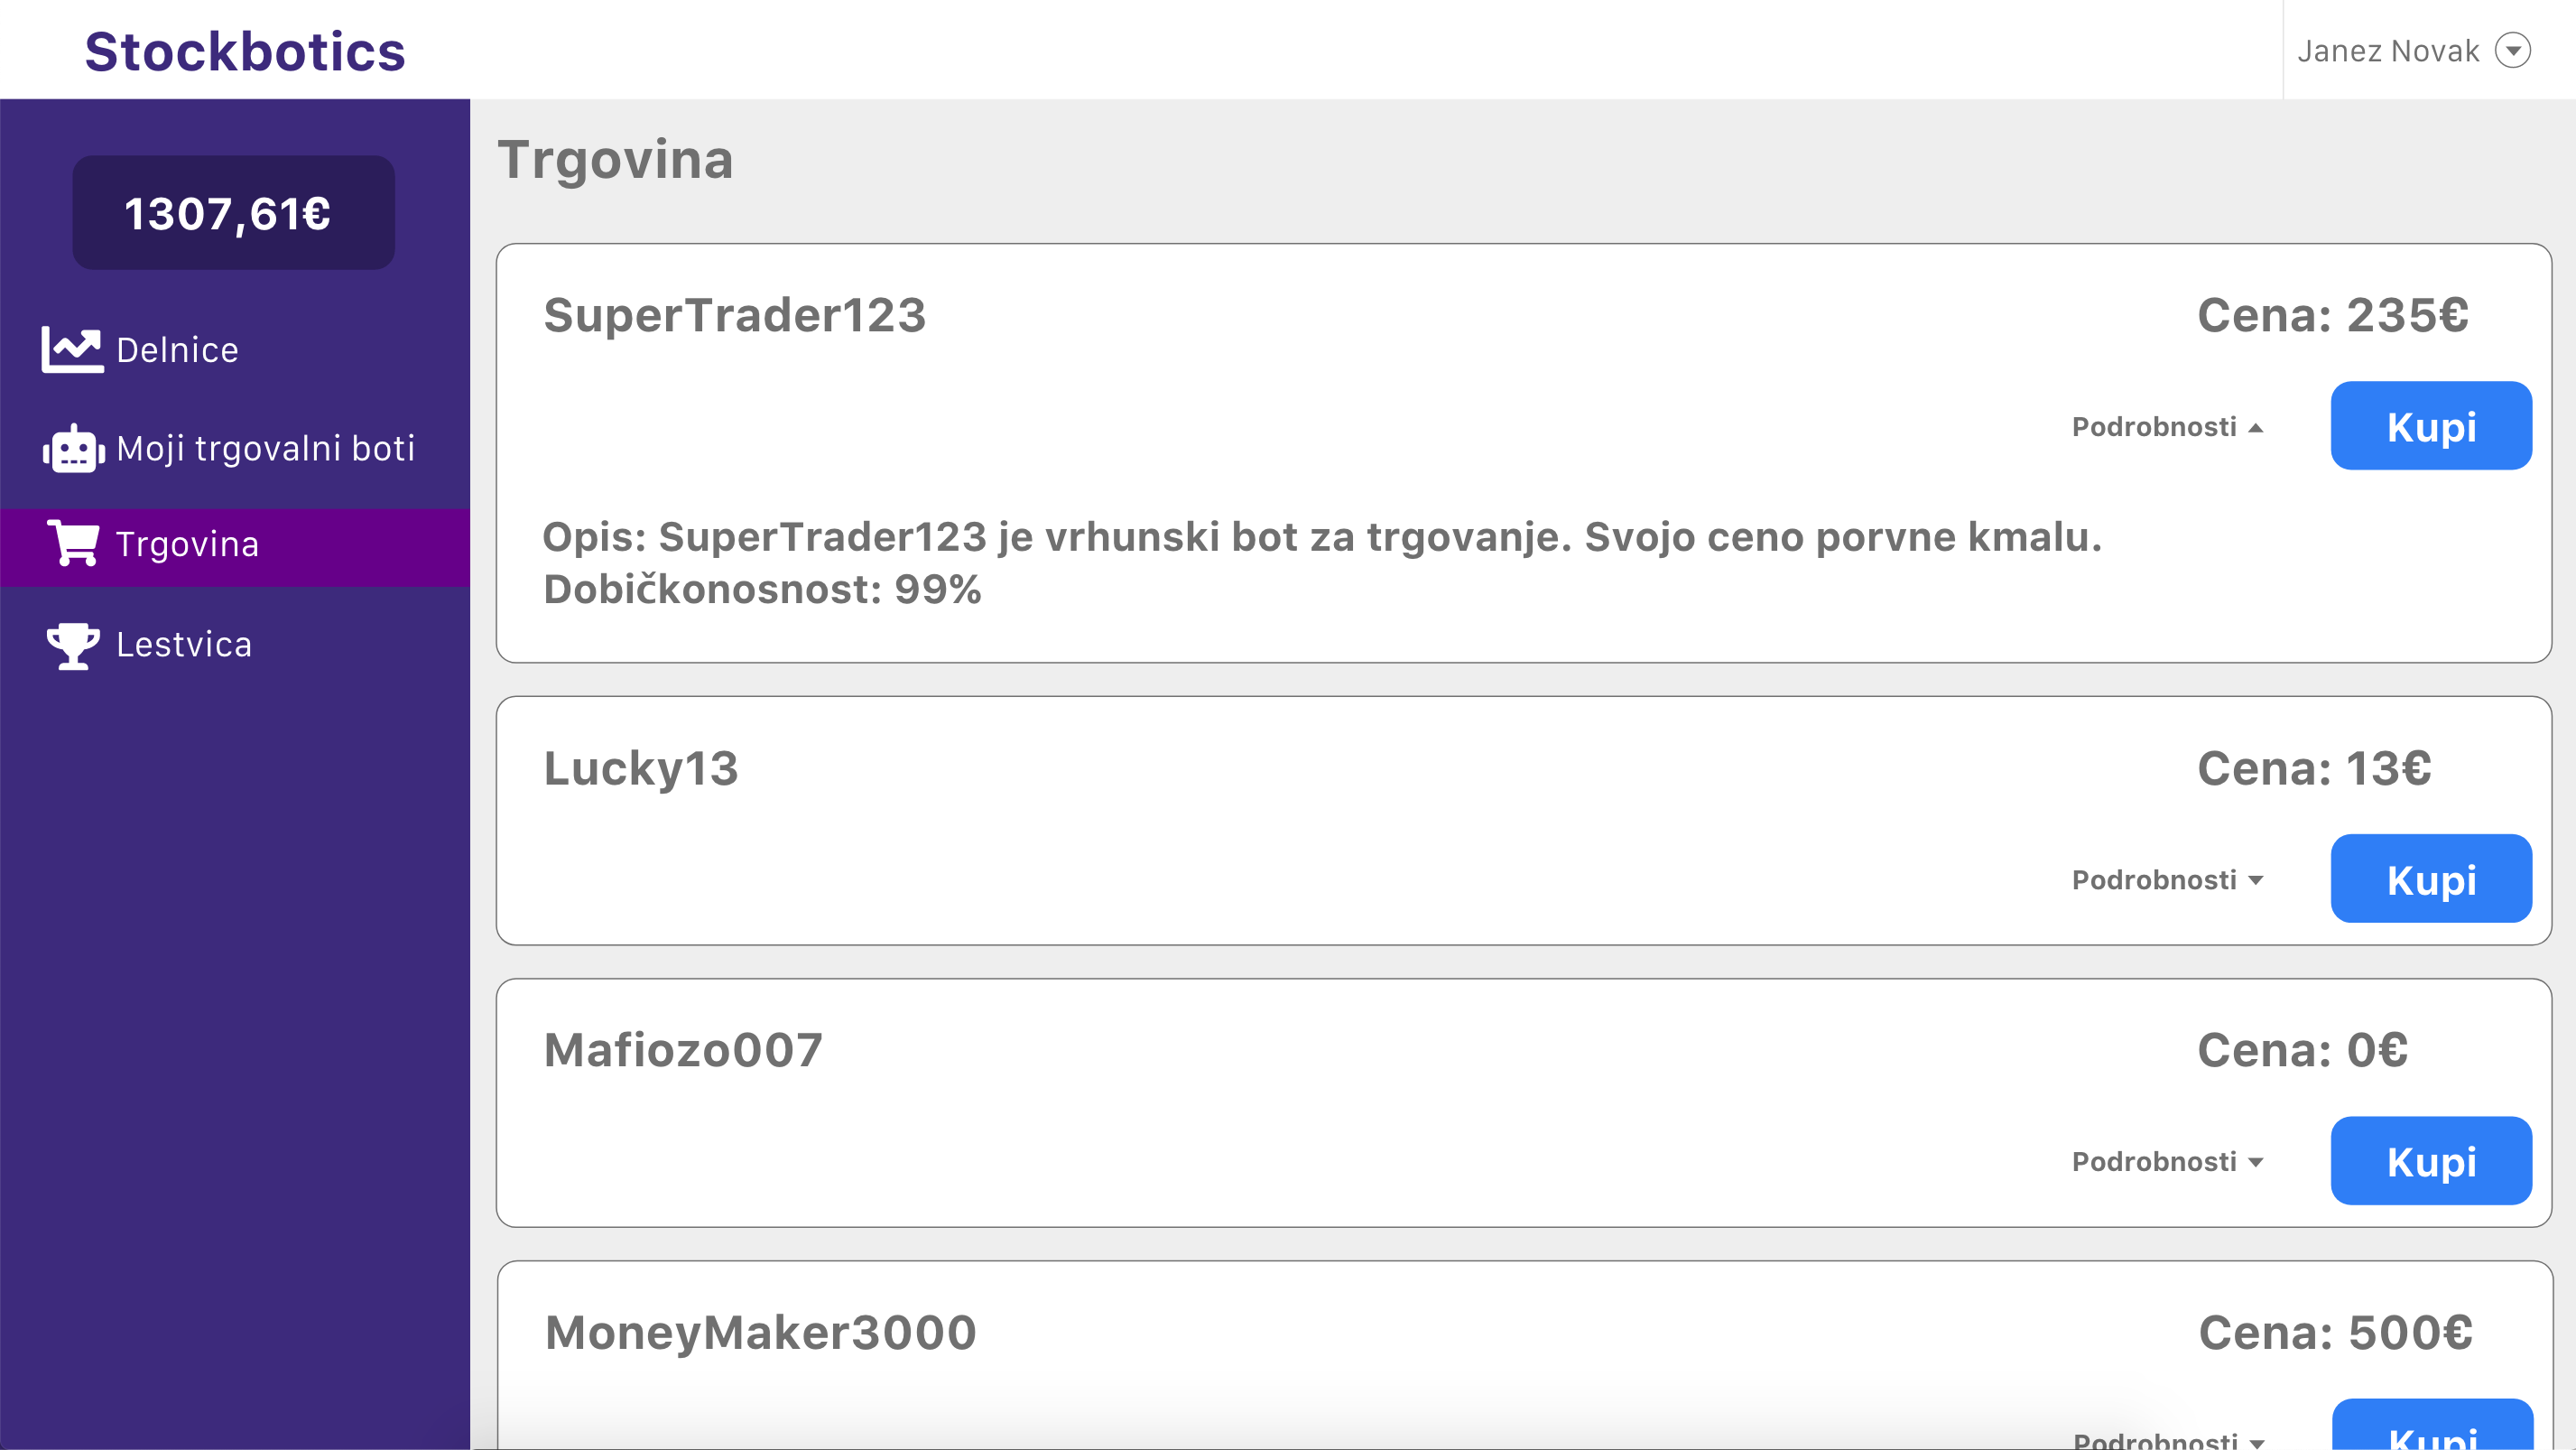 Stockbotics
Janez Novak
1307,61€
Delnice
Moji trgovalni boti
Trgovina
Lestvica
Trgovina
SuperTrader123
Cena: 235€
Podrobnosti
Kupi
Opis: SuperTrader123 je vrhunski bot za trgovanje. Svojo ceno porvne kmalu.
Dobičkonosnost: 99%
Lucky13
Cena: 13€
Podrobnosti
Kupi
Mafiozo007
Cena: 0€
Podrobnosti
Kupi
MoneyMaker3000
Cena: 500€
Podrobnosti
Kupi